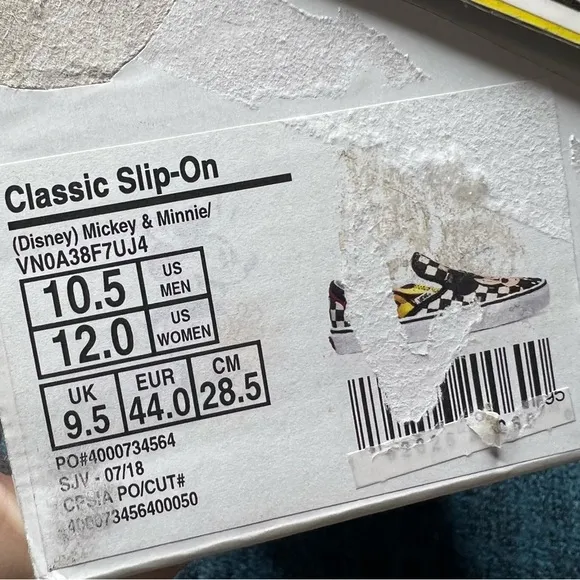 Classic Slip-On
(Disney) Mickey & Minnie/
VN0A38F7UJ4
10.5 US MEN
12.0 US WOMEN
UK EUR CM
9.5 44.0 28.5
PO#4000734564
SJV - 07/18
CPSIA PO/CUT#
400073456400050